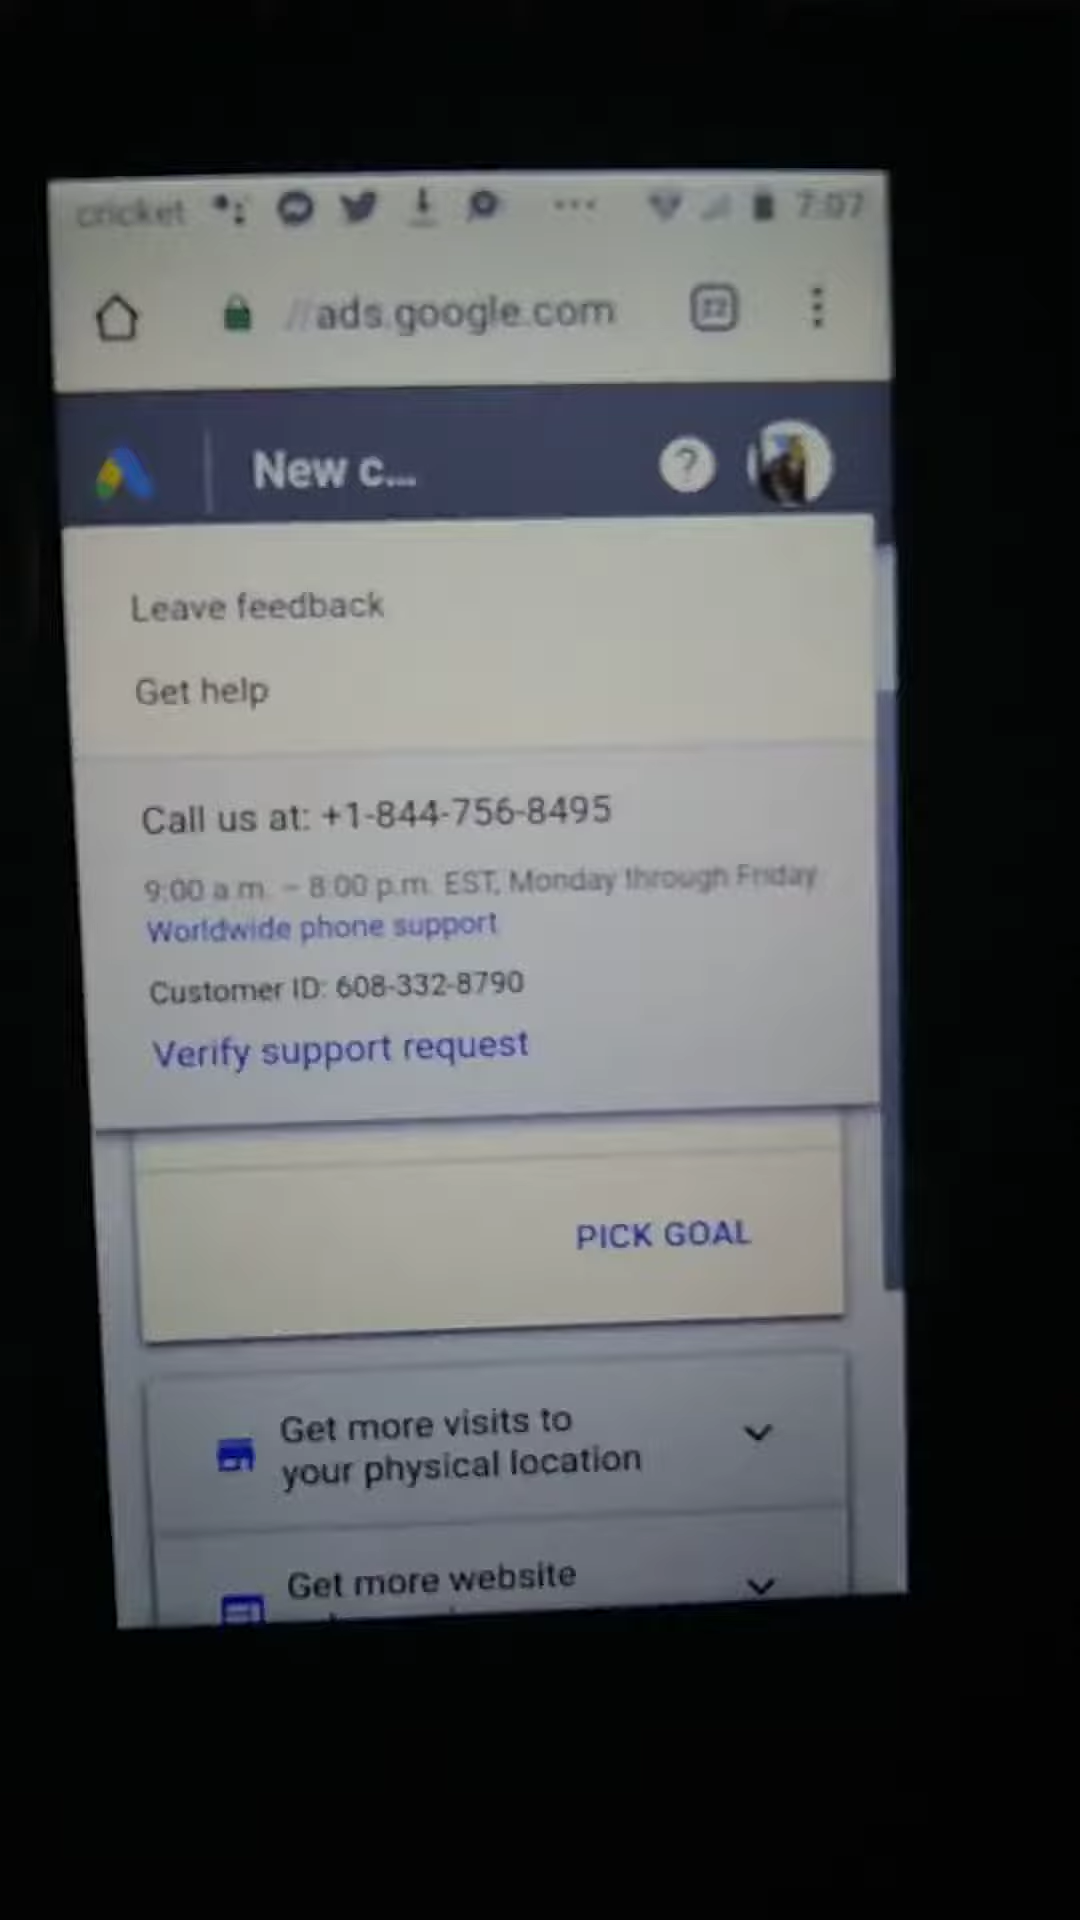 cricket ... 7:07
//ads.google.com 22
New c... ?
Leave feedback
Get help
Call us at: +1-844-756-8495
9:00 a.m. – 8:00 p.m. EST, Monday through Friday
Worldwide phone support
Customer ID: 608-332-8790
Verify support request
PICK GOAL
Get more visits to
your physical location
Get more website